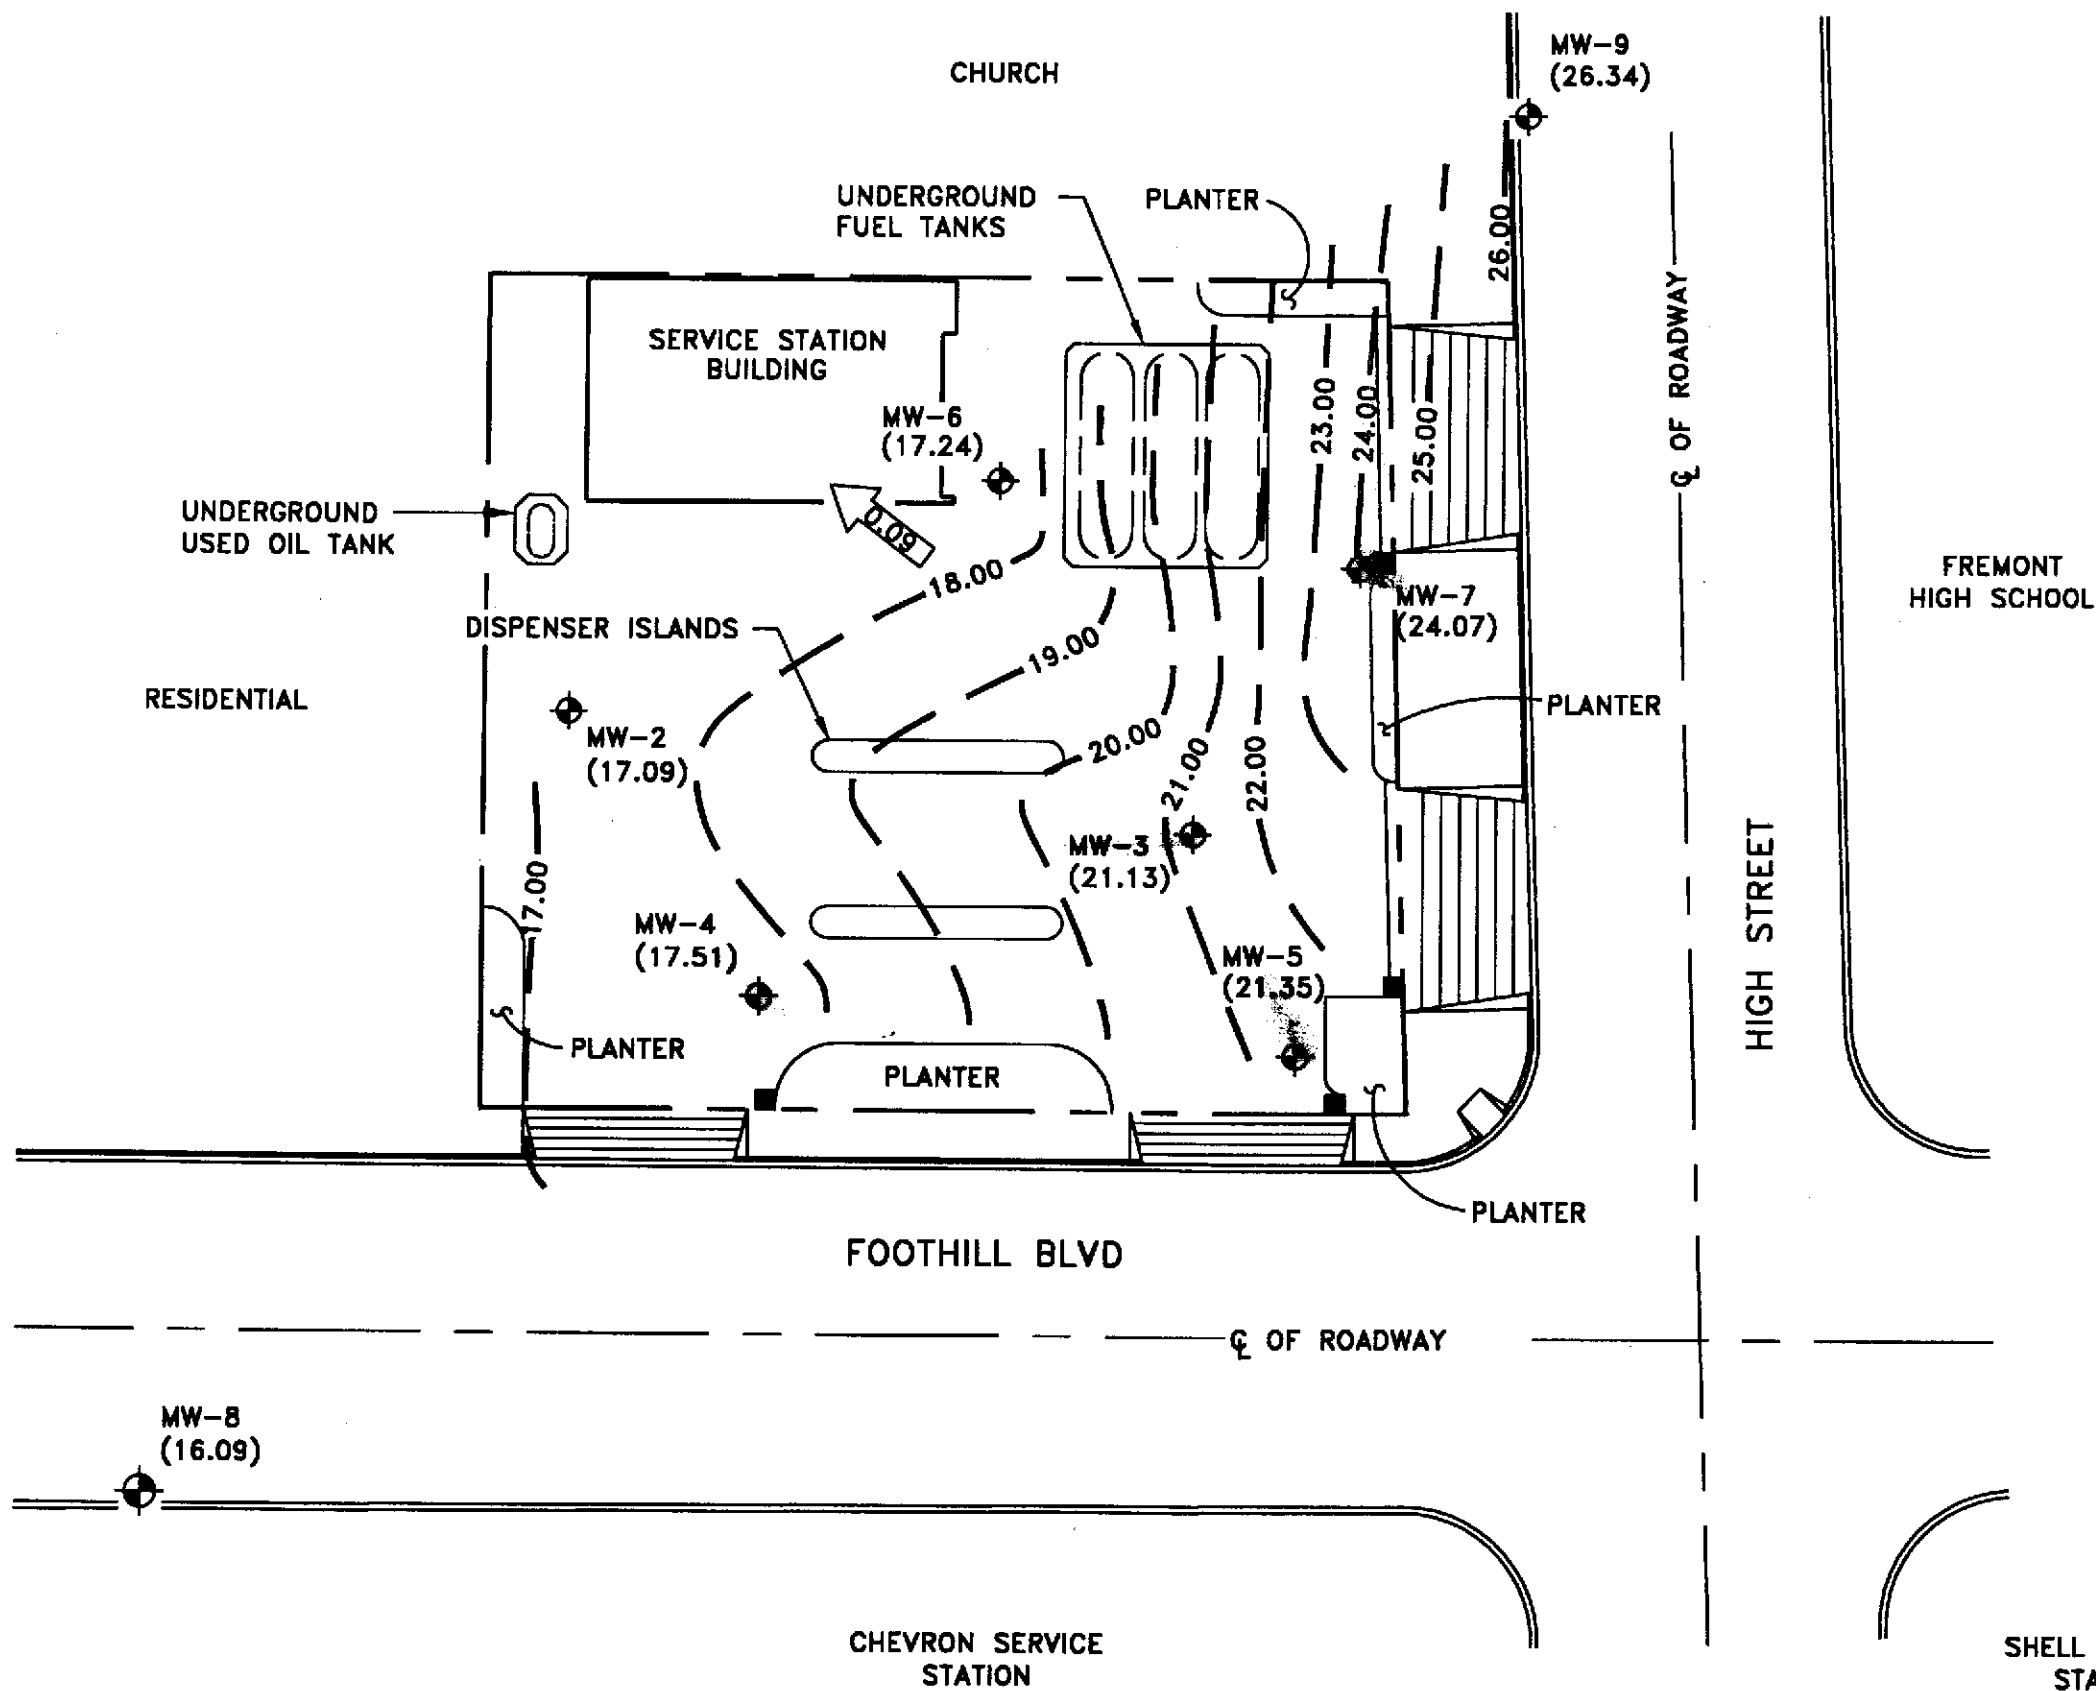 MW-9
(26.34)
CHURCH
UNDERGROUND
FUEL TANKS
PLANTER
26.00
SERVICE STATION
BUILDING
℄ OF ROADWAY
MW-6
(17.24)
23.00
24.00
25.00
UNDERGROUND
USED OIL TANK
0.09
18.00
FREMONT
HIGH SCHOOL
MW-7
(24.07)
DISPENSER ISLANDS
19.00
RESIDENTIAL
PLANTER
MW-2
(17.09)
20.00
21.00
22.00
MW-3
(21.13)
17.00
HIGH STREET
MW-4
(17.51)
MW-5
(21.35)
PLANTER
PLANTER
PLANTER
FOOTHILL BLVD
℄ OF ROADWAY
MW-8
(16.09)
CHEVRON SERVICE
STATION
SHELL
STA